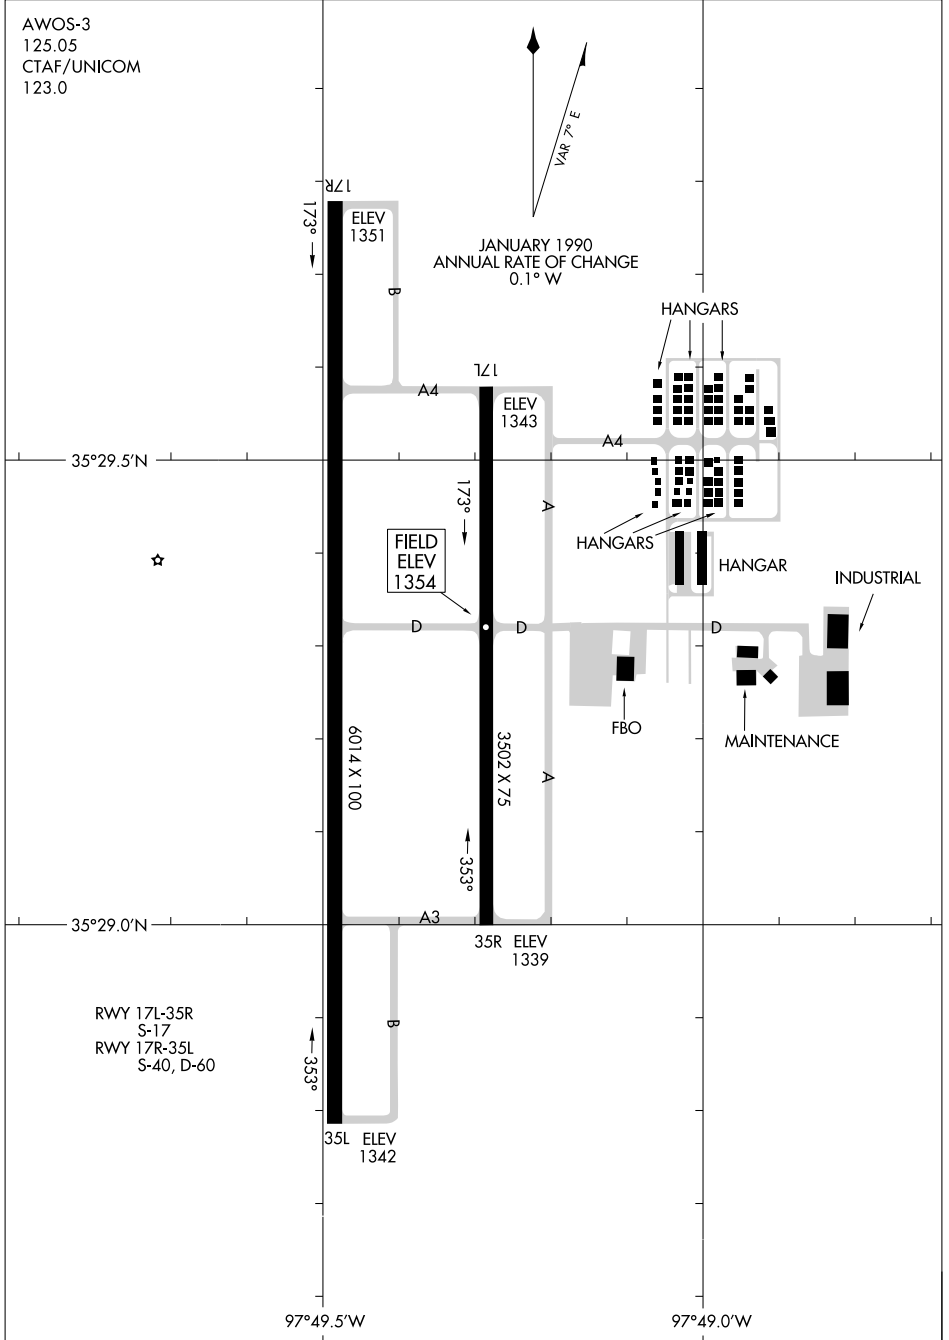 AWOS-3
125.05
CTAF/UNICOM
123.0
VAR 7° E
JANUARY 1990
ANNUAL RATE OF CHANGE
0.1° W
17R
173°
ELEV
1351
B
HANGARS
17L
A4
ELEV
1343
A4
35°29.5'N
173°
A
FIELD
ELEV
1354
HANGARS
HANGAR
INDUSTRIAL
D
D
D
FBO
MAINTENANCE
6014 X 100
3502 X 75
A
353°
A3
35°29.0'N
35R ELEV
1339
RWY 17L-35R
S-17
RWY 17R-35L
S-40, D-60
B
353°
35L ELEV
1342
97°49.5'W
97°49.0'W